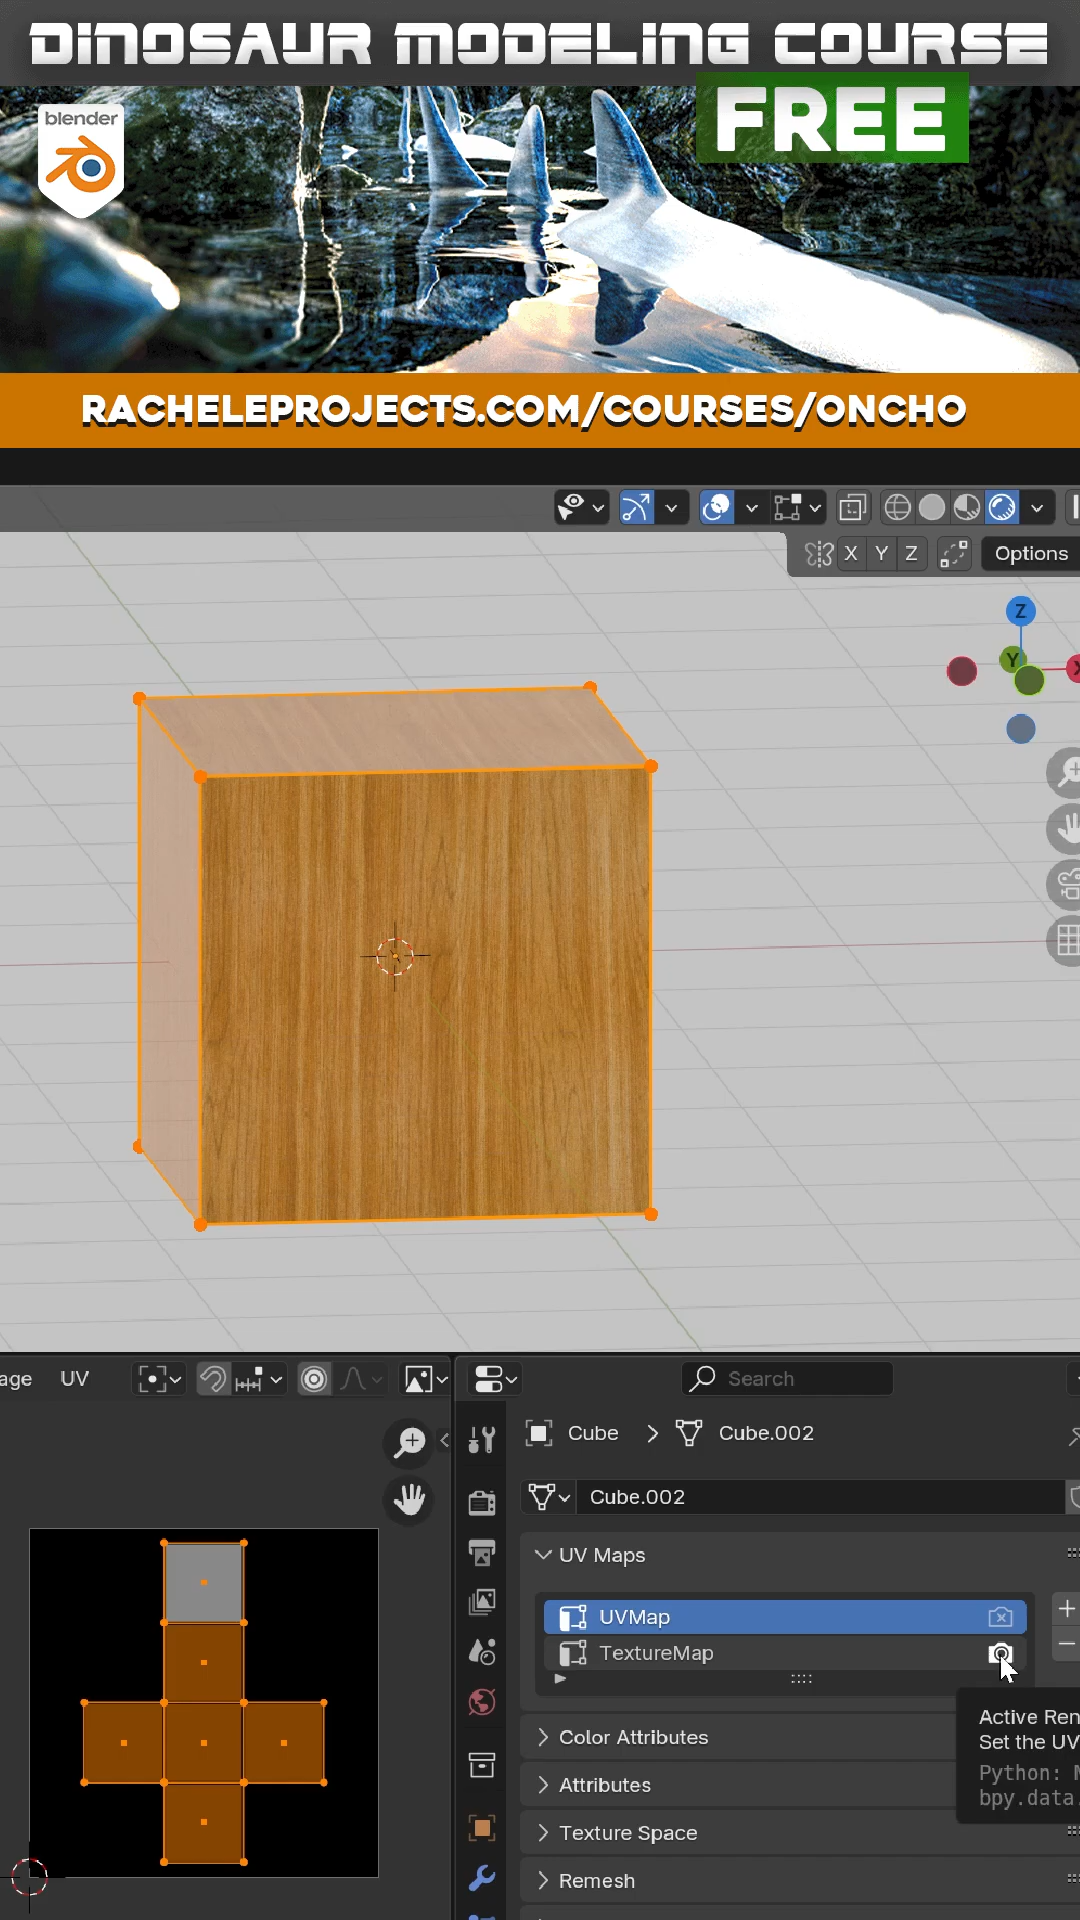 DINOSAUR MODELING COURSE
FREE
blender
RACHELEPROJECTS.COM/COURSES/ONCHO
X Y Z Options
Z
Y
X
age UV
Search
Cube > Cube.002
Cube.002
UV Maps
UVMap
TextureMap
Active Ren
Set the UV
Python: M
bpy.data.
Color Attributes
Attributes
Texture Space
Remesh